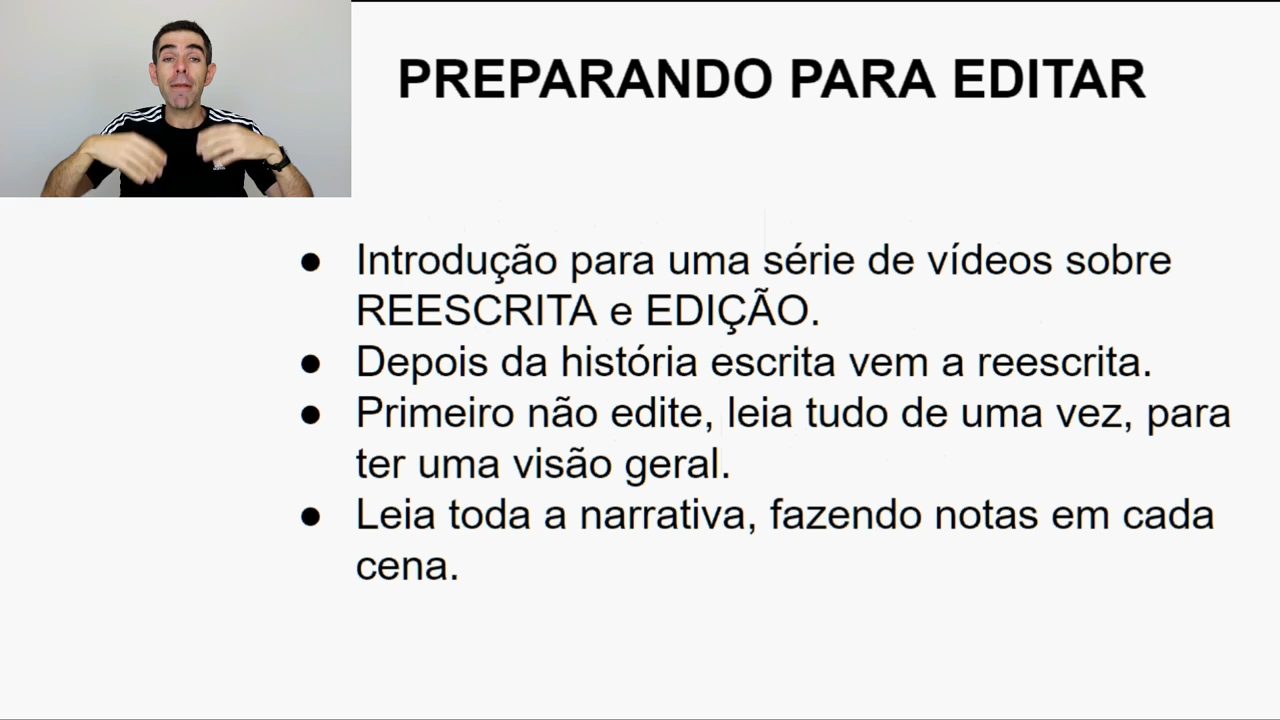 PREPARANDO PARA EDITAR
● Introdução para uma série de vídeos sobre
REESCRITA e EDIÇÃO.
● Depois da história escrita vem a reescrita.
● Primeiro não edite, leia tudo de uma vez, para
ter uma visão geral.
● Leia toda a narrativa, fazendo notas em cada
cena.